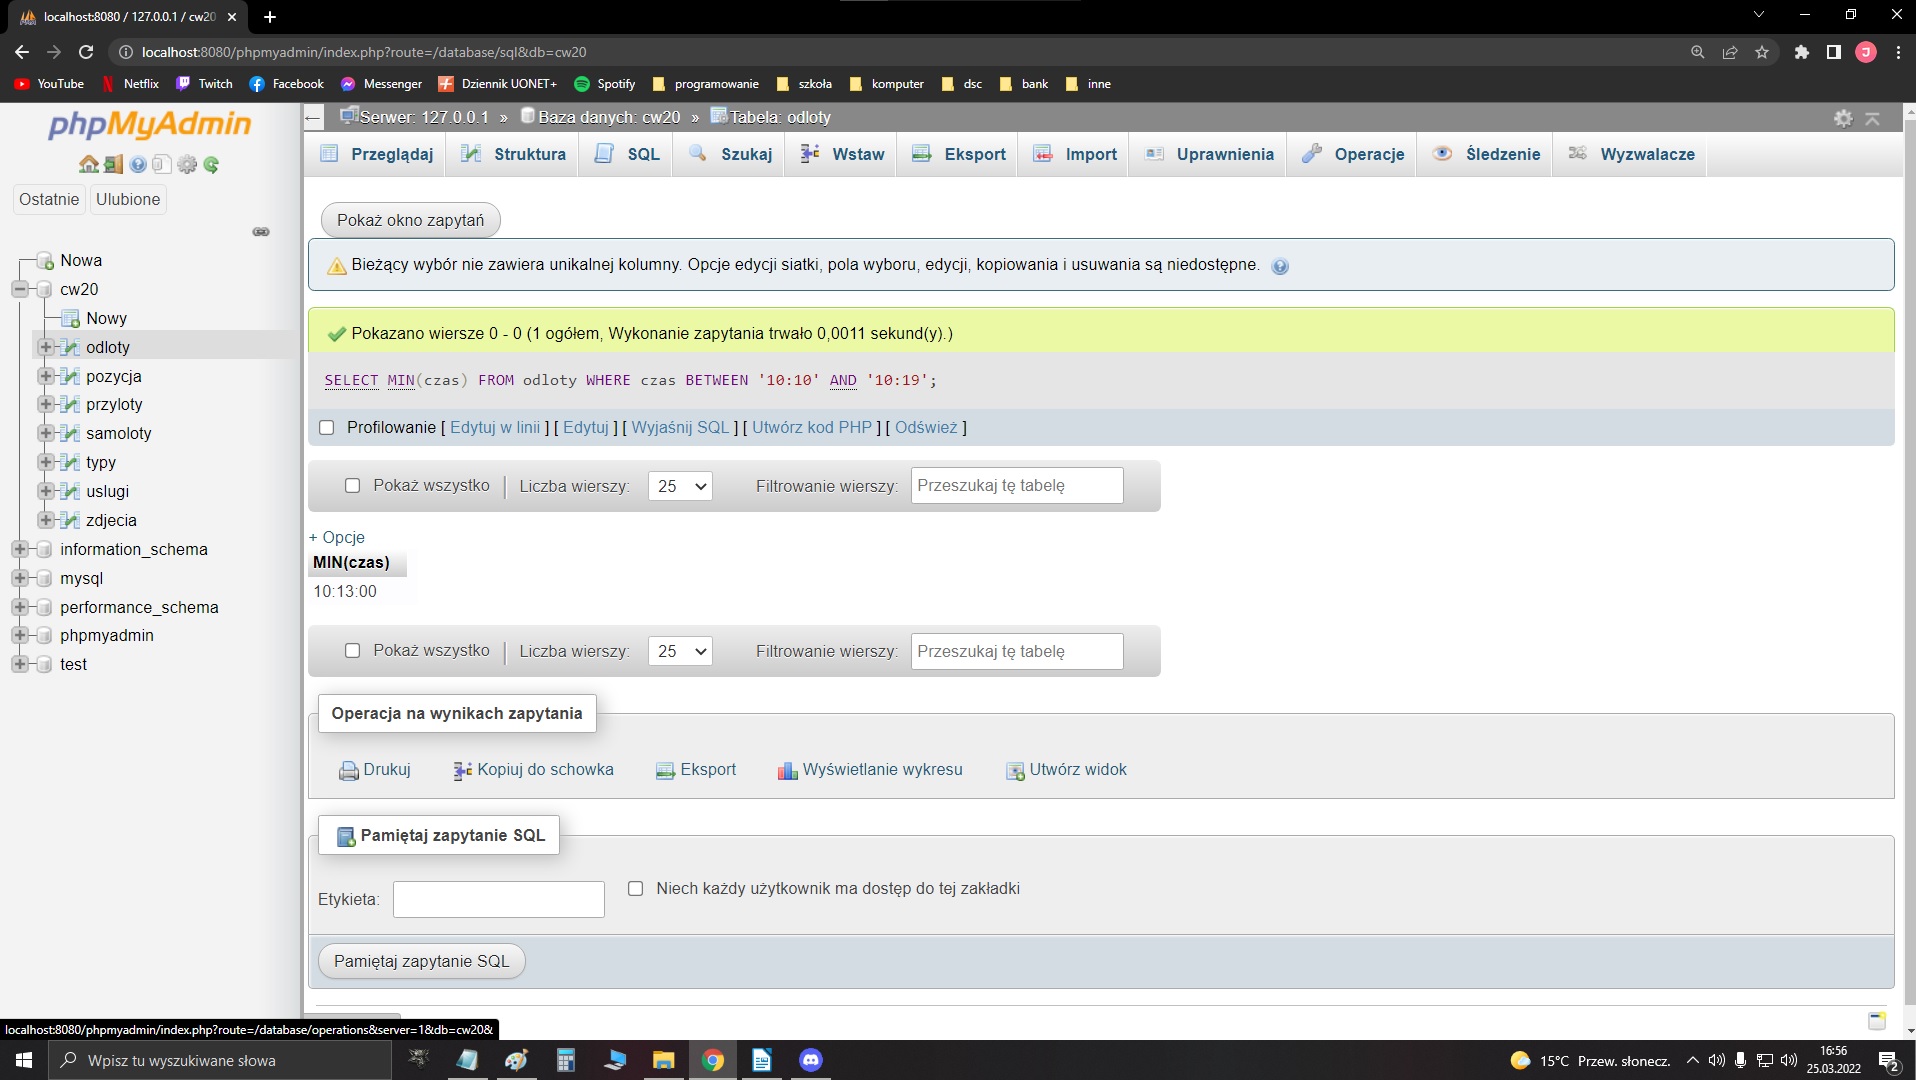 localhost:8080 / 127.0.0.1 / cw20
localhost:8080/phpmyadmin/index.php?route=/database/sql&db=cw20
J
YouTube Netflix Twitch Facebook Messenger Dziennik UONET+ Spotify programowanie szkoła komputer dsc bank inne
phpMyAdmin
Ostatnie Ulubione
Nowa
cw20
Nowy
odloty
pozycja
przyloty
samoloty
typy
uslugi
zdjecia
information_schema
mysql
performance_schema
phpmyadmin
test
← Serwer: 127.0.0.1 » Baza danych: cw20 » Tabela: odloty
Przeglądaj Struktura SQL Szukaj Wstaw Eksport Import Uprawnienia Operacje Śledzenie Wyzwalacze
Pokaż okno zapytań
Bieżący wybór nie zawiera unikalnej kolumny. Opcje edycji siatki, pola wyboru, edycji, kopiowania i usuwania są niedostępne.
Pokazano wiersze 0 - 0 (1 ogółem, Wykonanie zapytania trwało 0,0011 sekund(y).)
SELECT MIN(czas) FROM odloty WHERE czas BETWEEN '10:10' AND '10:19';
Profilowanie [ Edytuj w linii ] [ Edytuj ] [ Wyjaśnij SQL ] [ Utwórz kod PHP ] [ Odśwież ]
Pokaż wszystko | Liczba wierszy: 25 Filtrowanie wierszy: Przeszukaj tę tabelę
+ Opcje
MIN(czas)
10:13:00
Pokaż wszystko | Liczba wierszy: 25 Filtrowanie wierszy: Przeszukaj tę tabelę
Operacja na wynikach zapytania
Drukuj Kopiuj do schowka Eksport Wyświetlanie wykresu Utwórz widok
Pamiętaj zapytanie SQL
Etykieta: Niech każdy użytkownik ma dostęp do tej zakładki
Pamiętaj zapytanie SQL
localhost:8080/phpmyadmin/index.php?route=/database/operations&server=1&db=cw20&
Wpisz tu wyszukiwane słowa
15°C Przew. słonecz.
16:56
25.03.2022
2